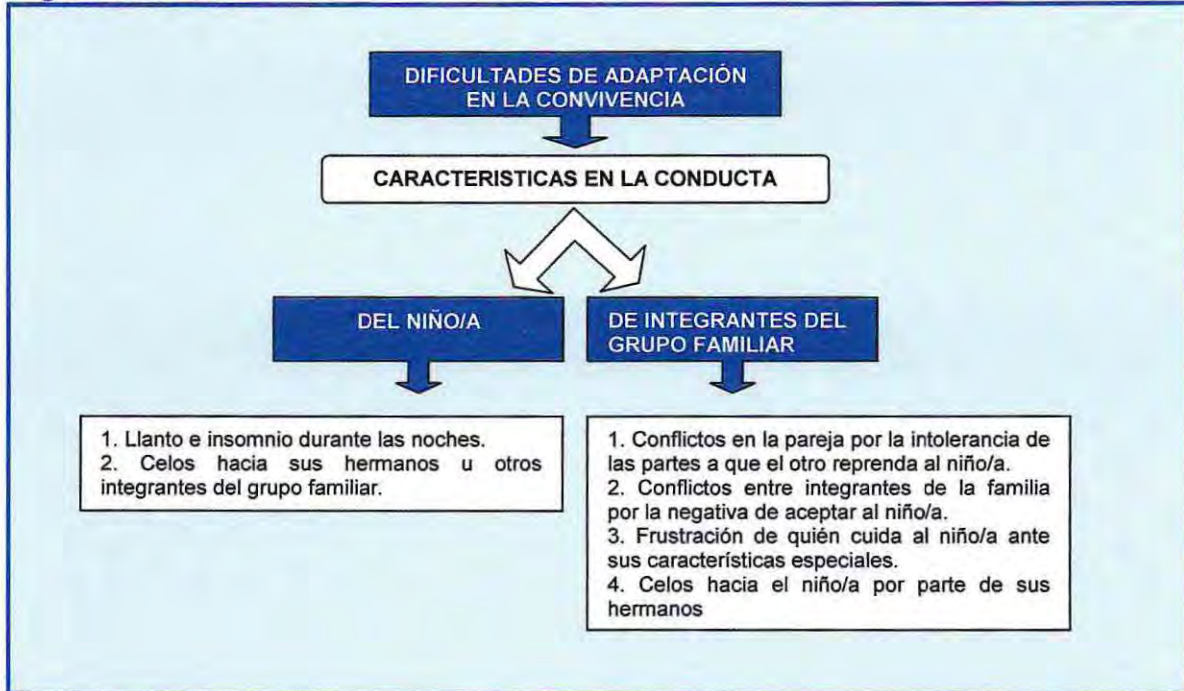 DIFICULTADES DE ADAPTACIÓN
EN LA CONVIVENCIA
CARACTERISTICAS EN LA CONDUCTA
DEL NIÑO/A
DE INTEGRANTES DEL
GRUPO FAMILIAR
1. Llanto e insomnio durante las noches.
2. Celos hacia sus hermanos u otros
integrantes del grupo familiar.
1. Conflictos en la pareja por la intolerancia de
las partes a que el otro reprenda al niño/a.
2. Conflictos entre integrantes de la familia
por la negativa de aceptar al niño/a.
3. Frustración de quién cuida al niño/a ante
sus características especiales.
4. Celos hacia el niño/a por parte de sus
hermanos